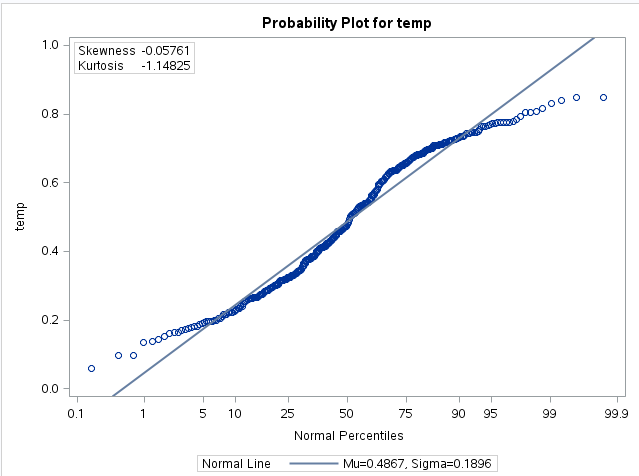 Probability Plot for temp
Skewness -0.05761
Kurtosis -1.14825
1.0
0.8
0.6
0.4
0.2
0.0
temp
0.1 1 5 10 25 50 75 90 95 99 99.9
Normal Percentiles
Normal Line Mu=0.4867, Sigma=0.1896